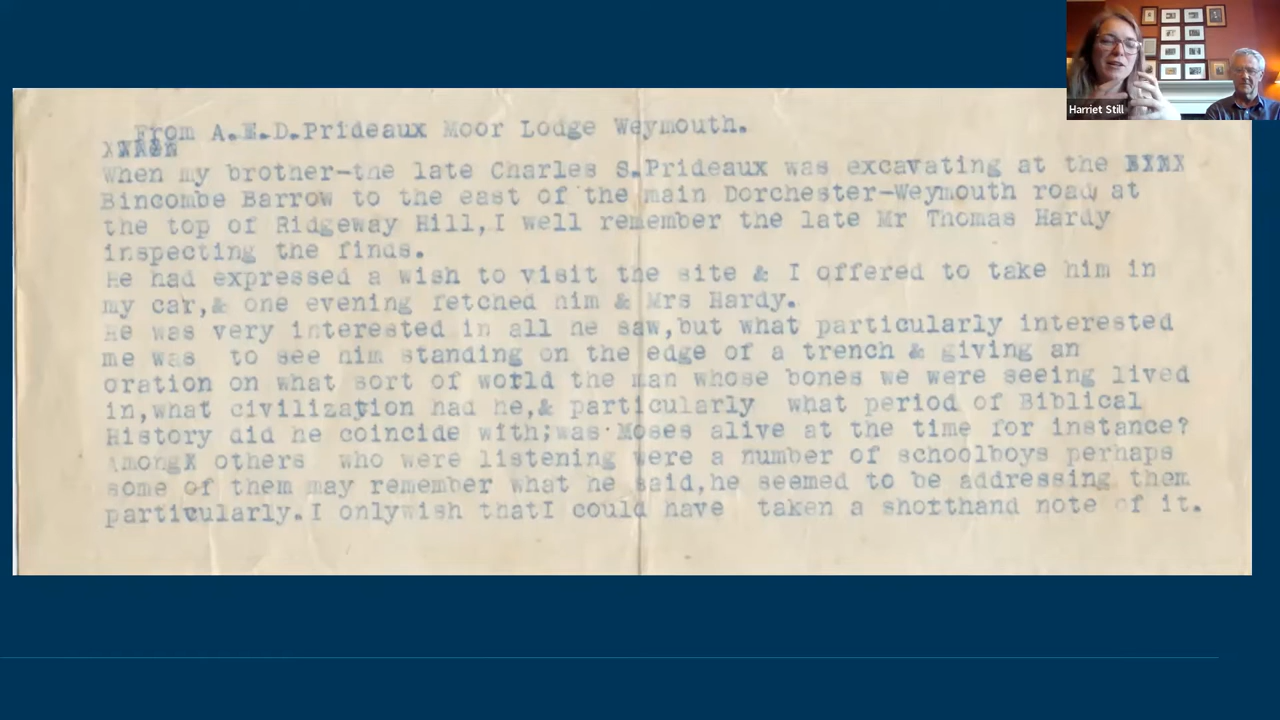 From A.E.D.Prideaux Moor Lodge Weymouth.
When my brother-the late Charles S.Prideaux was excavating at the
Bincombe Barrow to the east of the main Dorchester-Weymouth road, at
the top of Ridgeway Hill,I well remember the late Mr Thomas Hardy
inspecting the finds.
He had expressed a wish to visit the site & I offered to take him in
my car,& one evening fetched him & Mrs Hardy.
He was very interested in all he saw,but what particularly interested
me was to see him standing on the edge of a trench & giving an
oration on what sort of world the man whose bones we were seeing lived
in,what civilization had he,& particularly what period of Biblical
History did he coincide with;was Moses alive at the time for instance?
AmongX others who were listening were a number of schoolboys perhaps
some of them may remember what he said,he seemed to be addressing them
particularly.I onlywish thatI could have taken a shorthand note of it.
Harriet Still